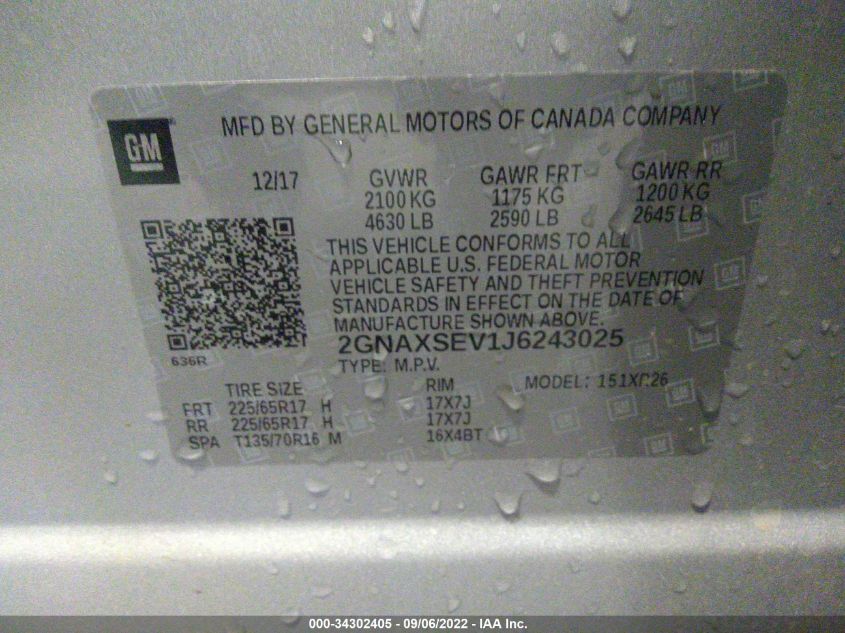 MFD BY GENERAL MOTORS OF CANADA COMPANY
GM
12/17 GVWR GAWR FRT GAWR RR
2100 KG 1175 KG 1200 KG
4630 LB 2590 LB 2645 LB
THIS VEHICLE CONFORMS TO ALL
APPLICABLE U.S. FEDERAL MOTOR
VEHICLE SAFETY AND THEFT PREVENTION
STANDARDS IN EFFECT ON THE DATE OF
MANUFACTURE SHOWN ABOVE.
2GNAXSEV1J6243025
636R
TYPE: M.P.V.
TIRE SIZE RIM MODEL:
FRT 225/65R17 H 17X7J
RR 225/65R17 H 17X7J
SPA T135/70R16 M 16X4BT
000-34302405 - 09/06/2022 - IAA Inc.